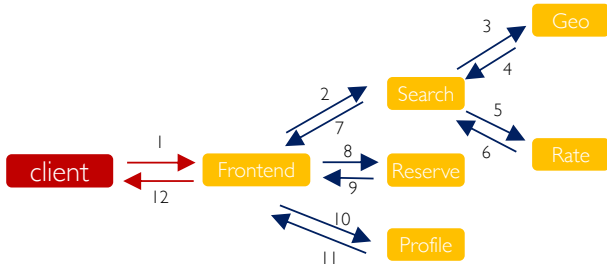 3
Geo
4
2
Search
5
7
1
6
Rate
8
client
Frontend
Reserve
9
12
10
Profile
11